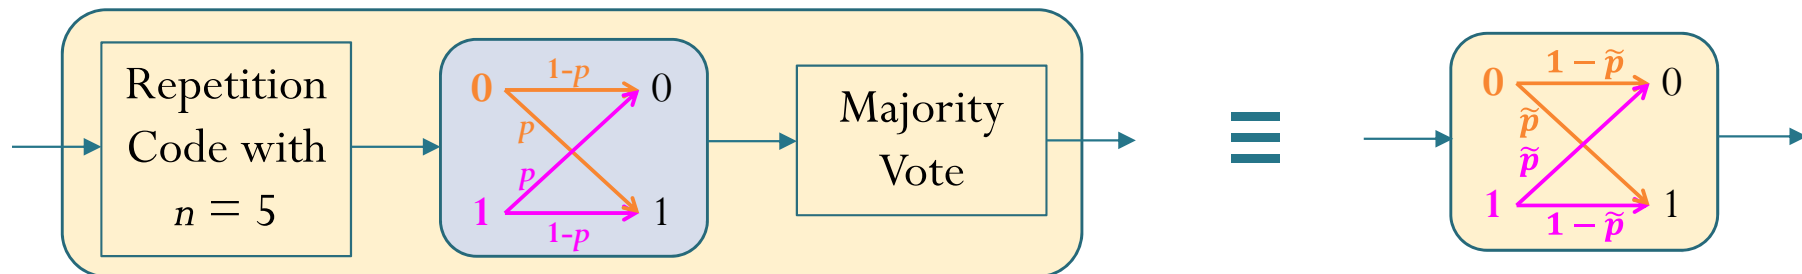 Repetition
Code with
n = 5
1-p
0 0
p
p
1 1
1-p
Majority
Vote
≡
1 − p̃
0 0
p̃
p̃
1 1
1 − p̃